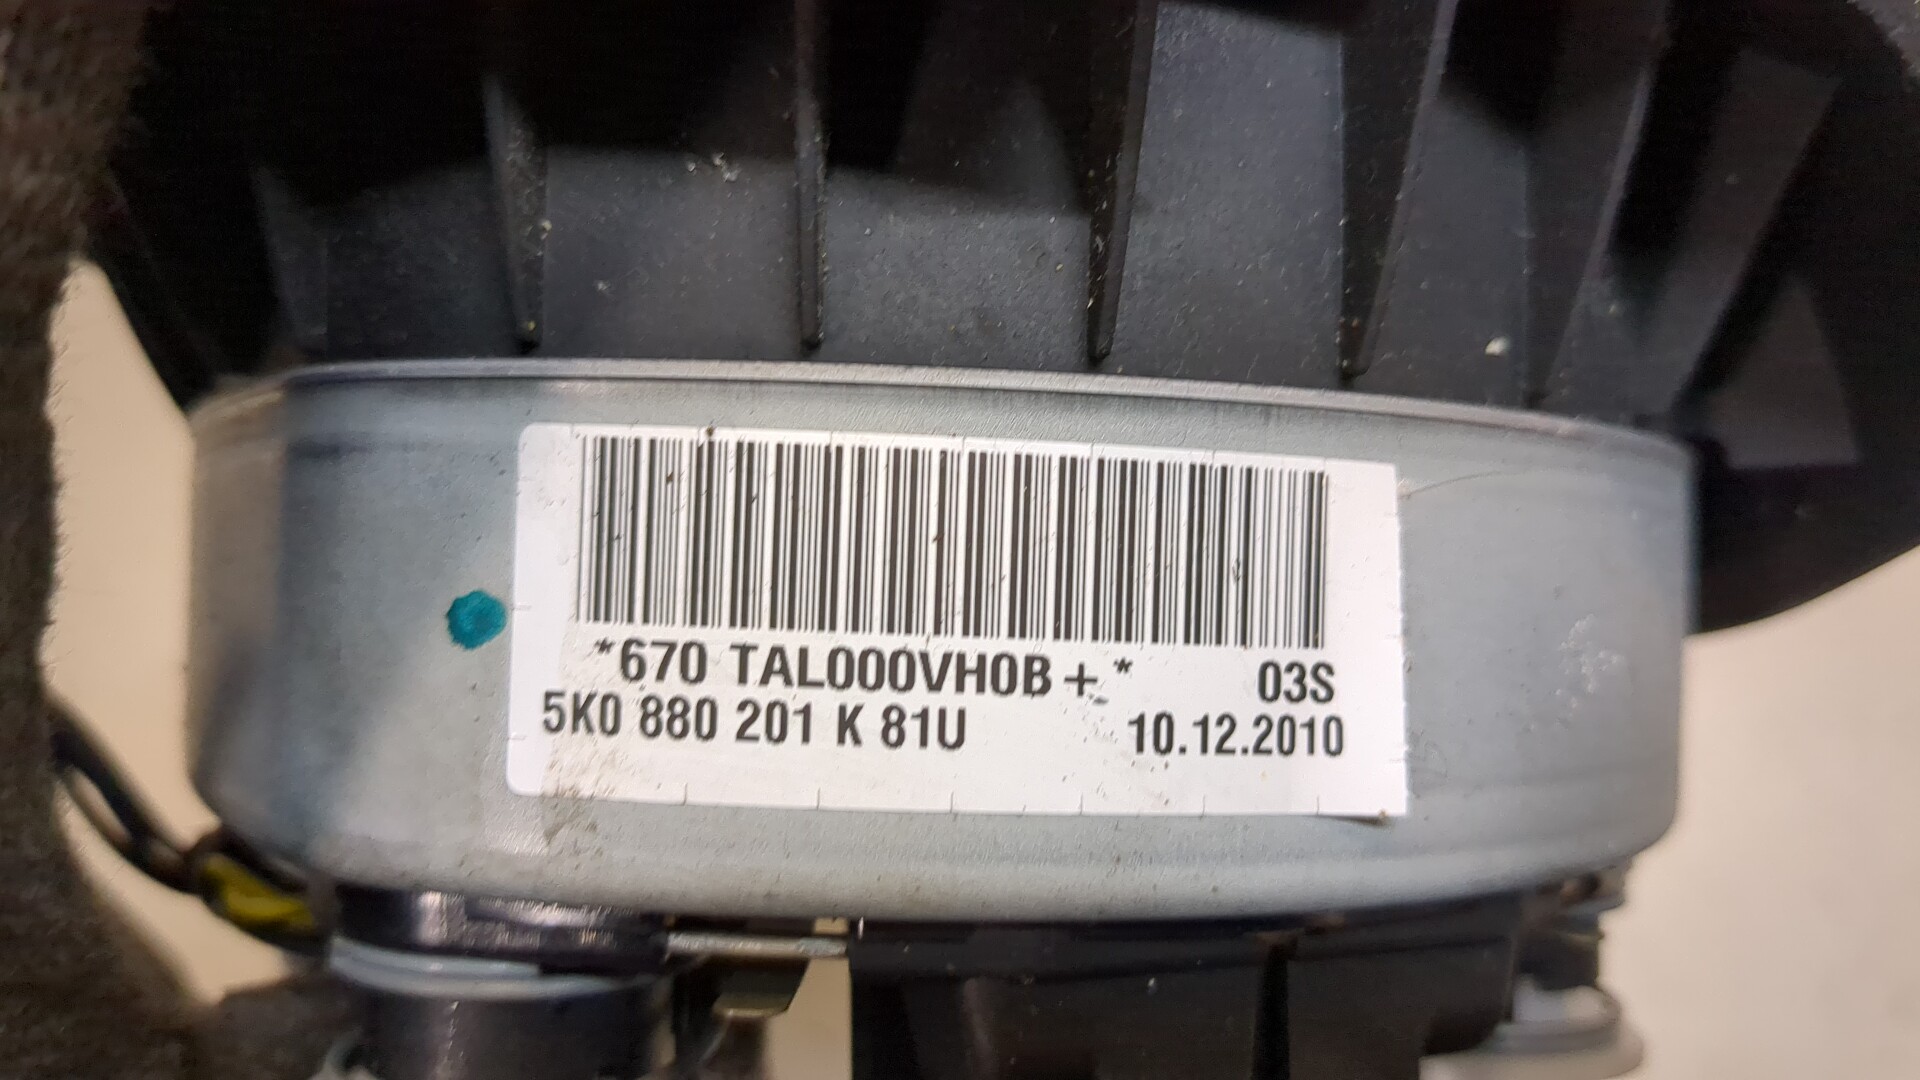 *670 TAL000VH0B+* 03S
5K0 880 201 K 81U 10.12.2010